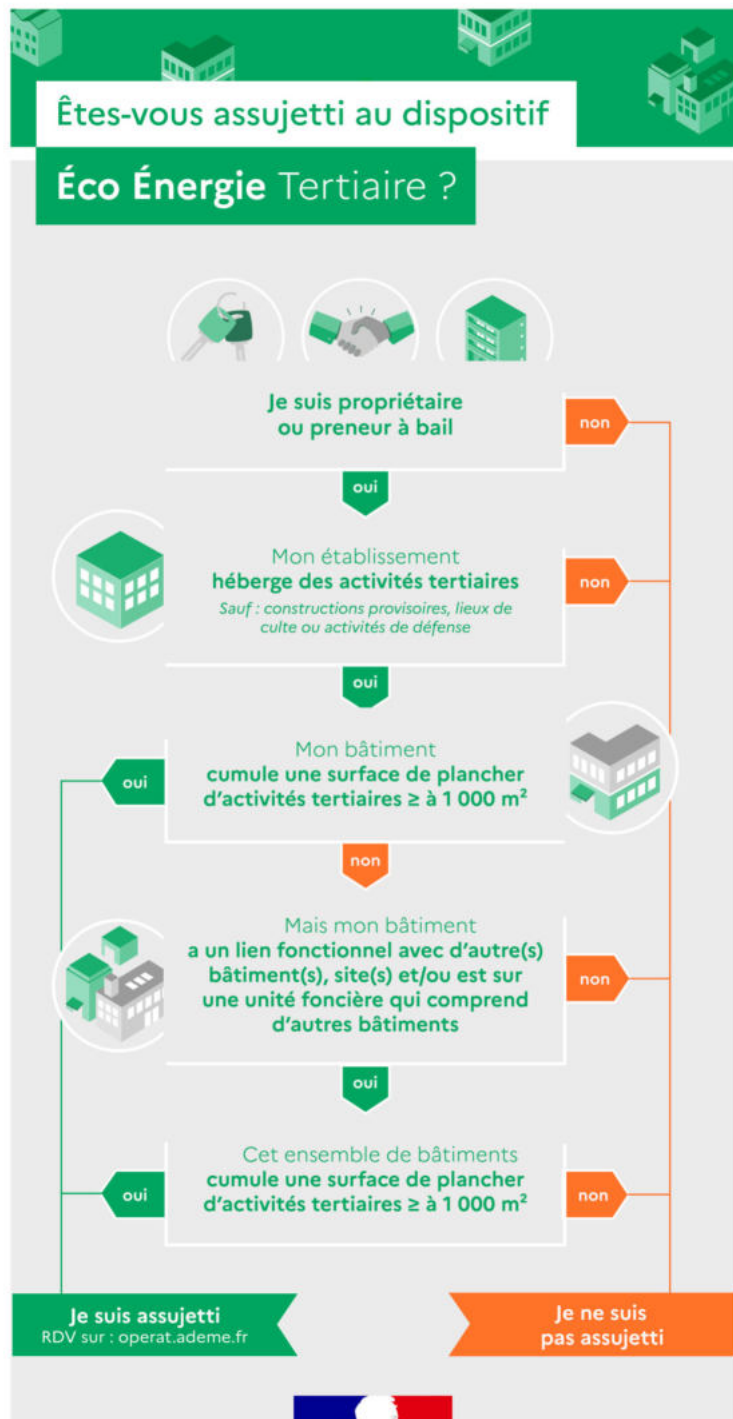 Êtes-vous assujetti au dispositif
Éco Énergie Tertiaire ?
Je suis propriétaire
ou preneur à bail
non
oui
Mon établissement
héberge des activités tertiaires
Sauf : constructions provisoires, lieux de
culte ou activités de défense
non
oui
Mon bâtiment
cumule une surface de plancher
d'activités tertiaires ≥ à 1 000 m²
oui
non
Mais mon bâtiment
a un lien fonctionnel avec d'autre(s)
bâtiment(s), site(s) et/ou est sur
une unité foncière qui comprend
d'autres bâtiments
non
oui
Cet ensemble de bâtiments
cumule une surface de plancher
d'activités tertiaires ≥ à 1 000 m²
oui
non
Je suis assujetti
RDV sur : operat.ademe.fr
Je ne suis
pas assujetti